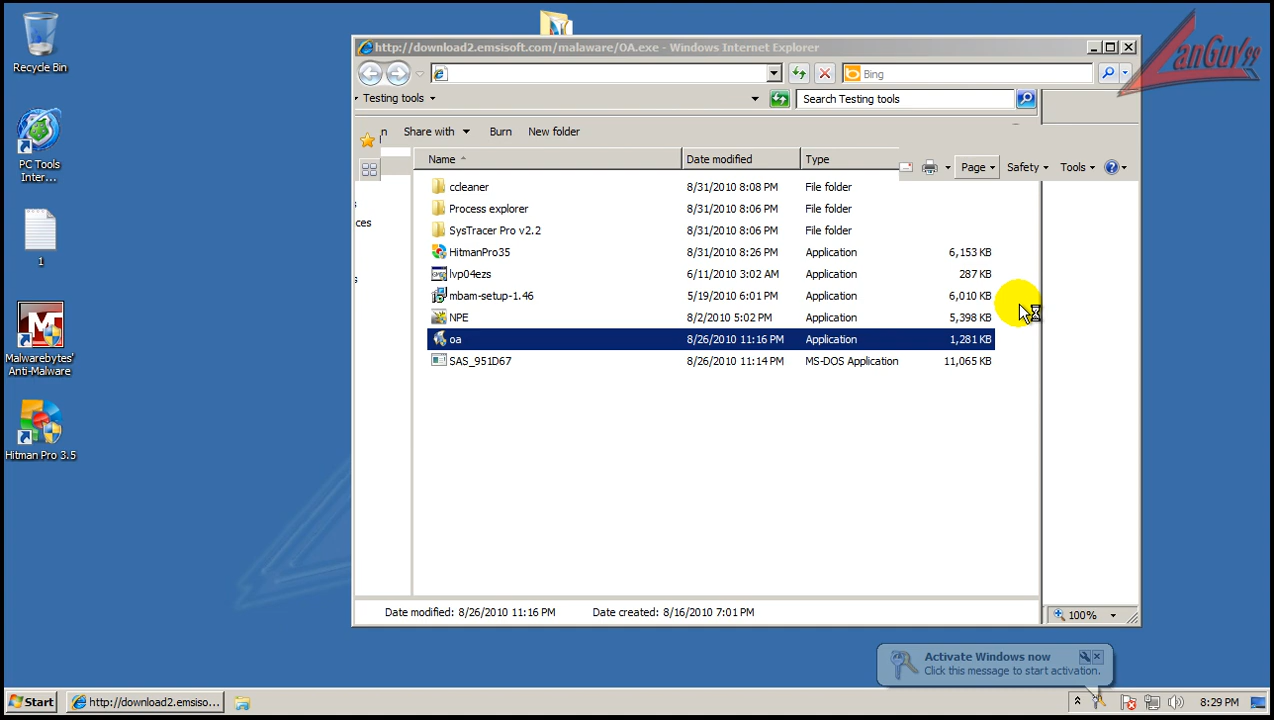 Recycle Bin
PC Tools
Inter...
1
Malwarebytes'
Anti-Malware
Hitman Pro 3.5
http://download2.emsisoft.com/malaware/OA.exe - Windows Internet Explorer
Bing
Testing tools
Search Testing tools
n Share with Burn New folder
Page Safety Tools
Name Date modified Type
ccleaner 8/31/2010 8:08 PM File folder
Process explorer 8/31/2010 8:06 PM File folder
SysTracer Pro v2.2 8/31/2010 8:06 PM File folder
HitmanPro35 8/31/2010 8:26 PM Application 6,153 KB
lvp04ezs 6/11/2010 3:02 AM Application 287 KB
mbam-setup-1.46 5/19/2010 6:01 PM Application 6,010 KB
NPE 8/2/2010 5:02 PM Application 5,398 KB
oa 8/26/2010 11:16 PM Application 1,281 KB
SAS_951D67 8/26/2010 11:14 PM MS-DOS Application 11,065 KB
s
ces
s
Date modified: 8/26/2010 11:16 PM Date created: 8/16/2010 7:01 PM
100%
Activate Windows now
Click this message to start activation.
Start
http://download2.emsiso...
8:29 PM
LanGuy99